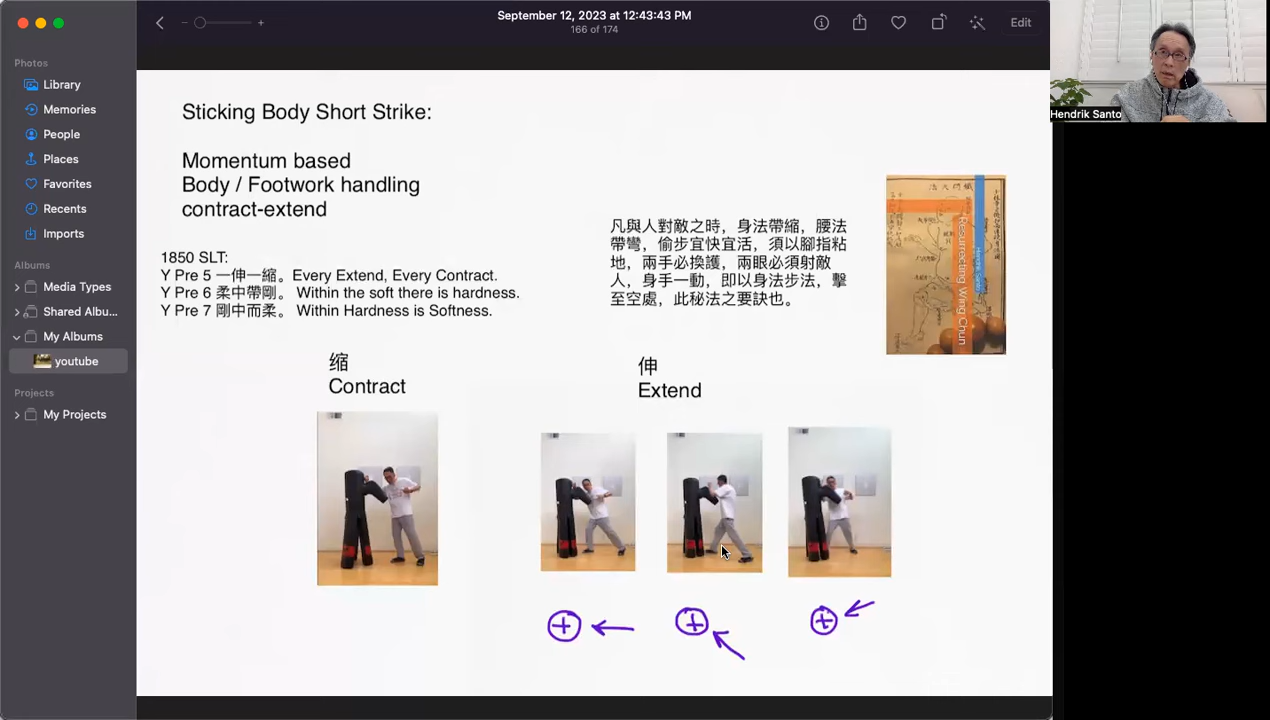 September 12, 2023 at 12:43:43 PM
166 of 174
Edit
Photos
Library
Memories
People
Places
Favorites
Recents
Imports
Albums
Media Types
Shared Albu...
My Albums
youtube
Projects
My Projects
Hendrik Santo
Sticking Body Short Strike:
Momentum based
Body / Footwork handling
contract-extend
1850 SLT:
Y Pre 5 一伸一縮。Every Extend, Every Contract.
Y Pre 6 柔中帶剛。 Within the soft there is hardness.
Y Pre 7 剛中而柔。 Within Hardness is Softness.
凡與人對敵之時，身法帶縮，腰法
帶彎，偷步宜快宜活，須以腳指粘
地，兩手必換護，兩眼必須射敵
人，身手一動，即以身法步法，擊
至空處，此秘法之要訣也。
Resurrecting Wing Chun
Hendrik Santo
缩
Contract
伸
Extend